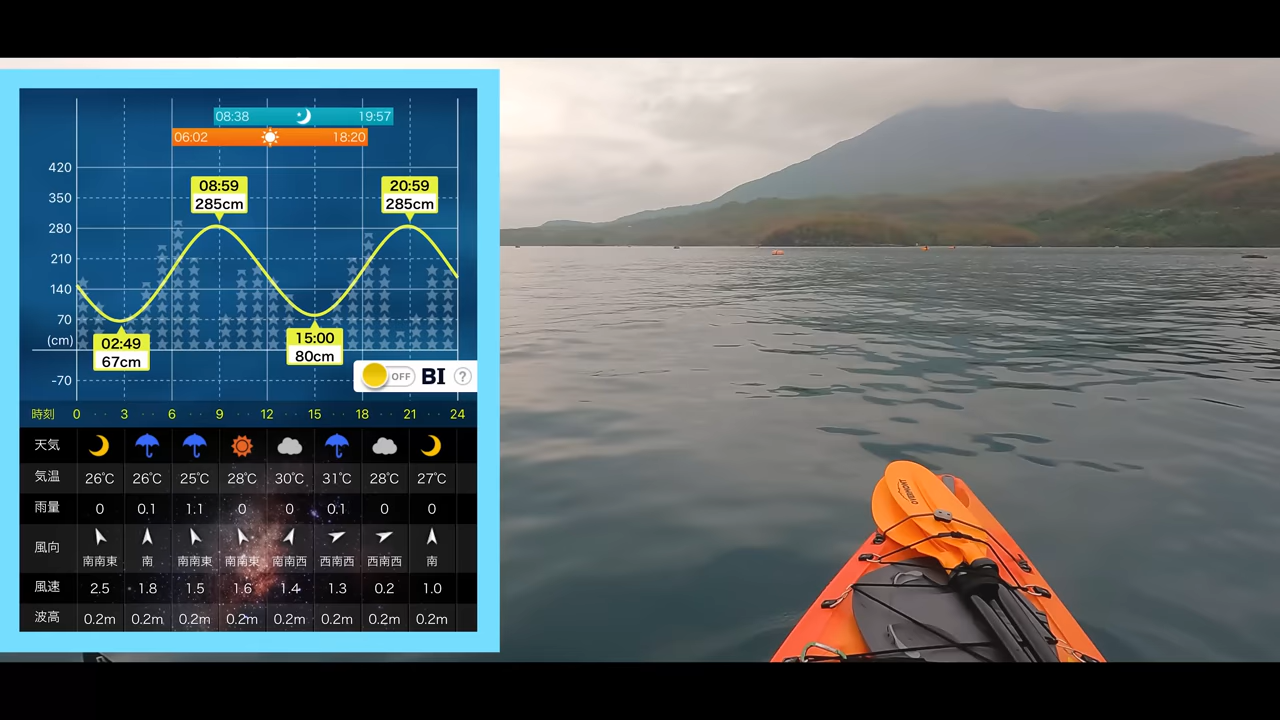 08:38 19:57
06:02 18:20
420
350
280
210
140
70
(cm)
-70
08:59
285cm
20:59
285cm
02:49
67cm
15:00
80cm
OFF BI ?
時刻 0 3 6 9 12 15 18 21 24
天気
気温 26℃ 26℃ 25℃ 28℃ 30℃ 31℃ 28℃ 27℃
雨量 0 0.1 1.1 0 0 0.1 0 0
風向 南南東 南 南南東 南南東 南南西 西南西 西南西 南
風速 2.5 1.8 1.5 1.6 1.4 1.3 0.2 1.0
波高 0.2m 0.2m 0.2m 0.2m 0.2m 0.2m 0.2m 0.2m
OVERMONT